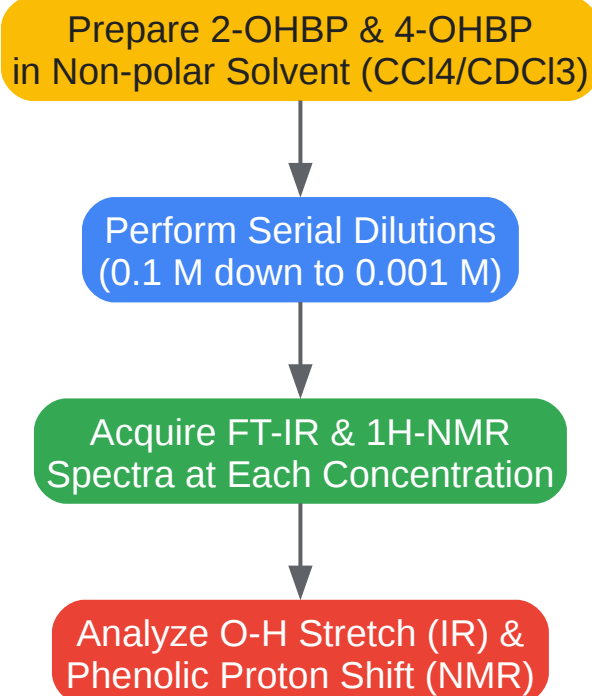 Prepare 2-OHBP & 4-OHBP
in Non-polar Solvent (CCl4/CDCl3)
Perform Serial Dilutions
(0.1 M down to 0.001 M)
Acquire FT-IR & 1H-NMR
Spectra at Each Concentration
Analyze O-H Stretch (IR) &
Phenolic Proton Shift (NMR)